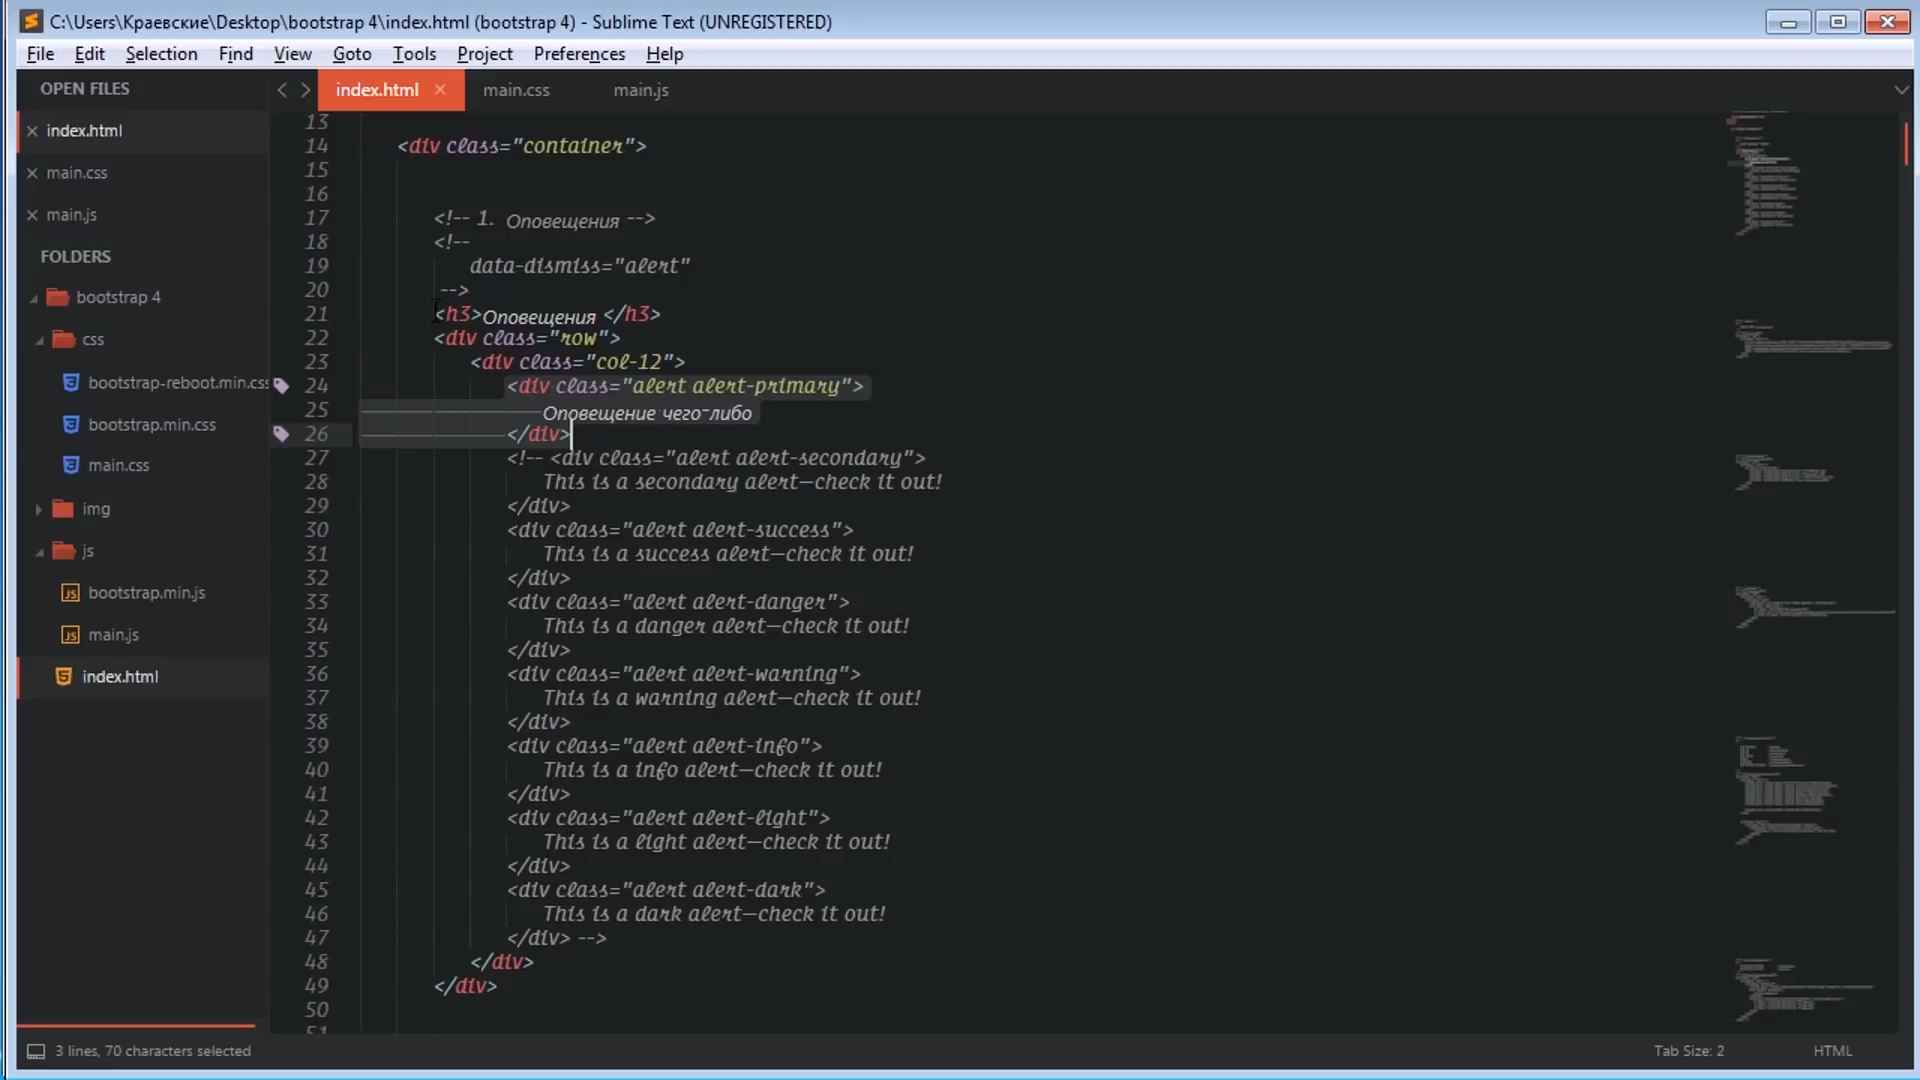 C:\Users\Краевские\Desktop\bootstrap 4\index.html (bootstrap 4) - Sublime Text (UNREGISTERED)
File Edit Selection Find View Goto Tools Project Preferences Help
OPEN FILES
index.html
main.css
main.js
FOLDERS
bootstrap 4
css
bootstrap-reboot.min.css
bootstrap.min.css
main.css
img
js
bootstrap.min.js
main.js
index.html
index.html main.css main.js
13
14 <div class="container">
15
16
17 <!-- 1. Оповещения -->
18 <!--
19 data-dismiss="alert"
20 -->
21 <h3>Оповещения </h3>
22 <div class="row">
23 <div class="col-12">
24 <div class="alert alert-primary">
25 Оповещение чего-либо
26 </div>
27 <!-- <div class="alert alert-secondary">
28 This is a secondary alert—check it out!
29 </div>
30 <div class="alert alert-success">
31 This is a success alert—check it out!
32 </div>
33 <div class="alert alert-danger">
34 This is a danger alert—check it out!
35 </div>
36 <div class="alert alert-warning">
37 This is a warning alert—check it out!
38 </div>
39 <div class="alert alert-info">
40 This is a info alert—check it out!
41 </div>
42 <div class="alert alert-light">
43 This is a light alert—check it out!
44 </div>
45 <div class="alert alert-dark">
46 This is a dark alert—check it out!
47 </div> -->
48 </div>
49 </div>
50
51
3 lines, 70 characters selected
Tab Size: 2
HTML